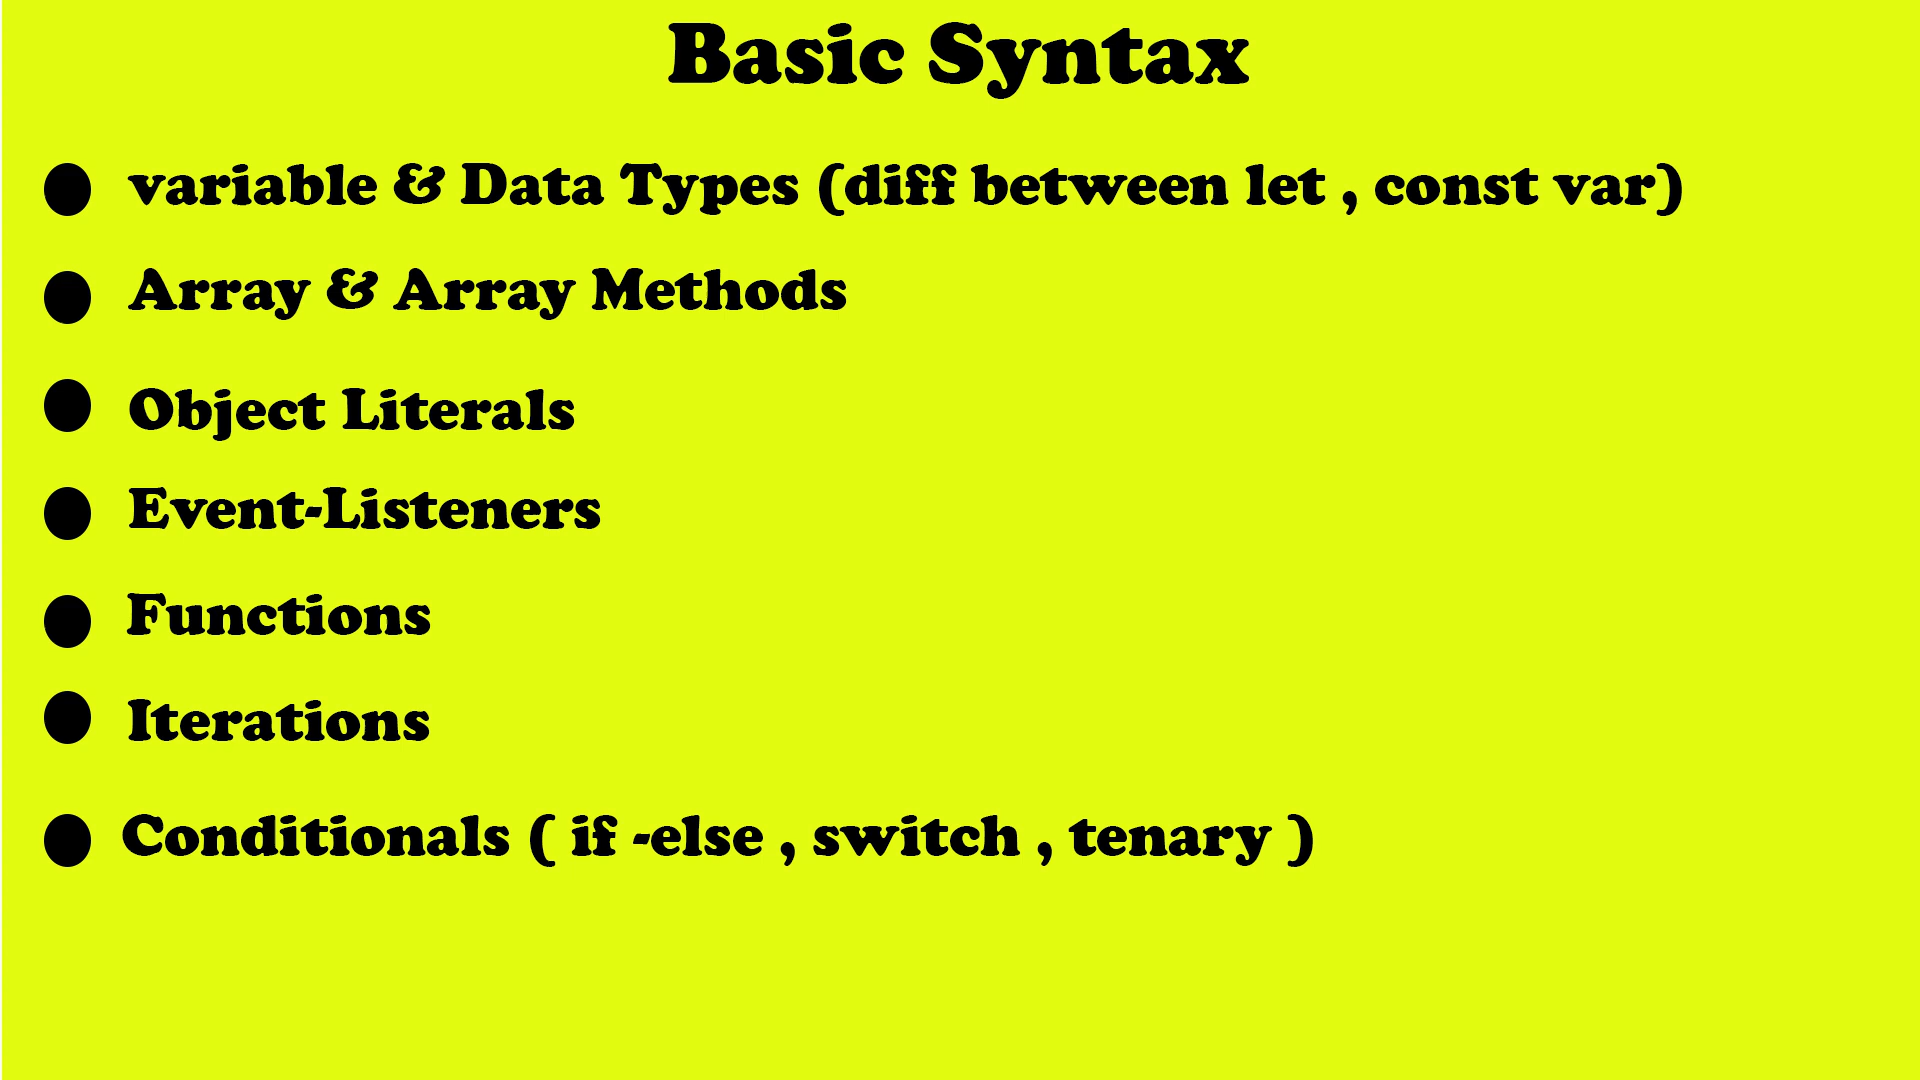 Basic Syntax
variable & Data Types (diff between let , const var)
Array & Array Methods
Object Literals
Event-Listeners
Functions
Iterations
Conditionals ( if -else , switch , tenary )